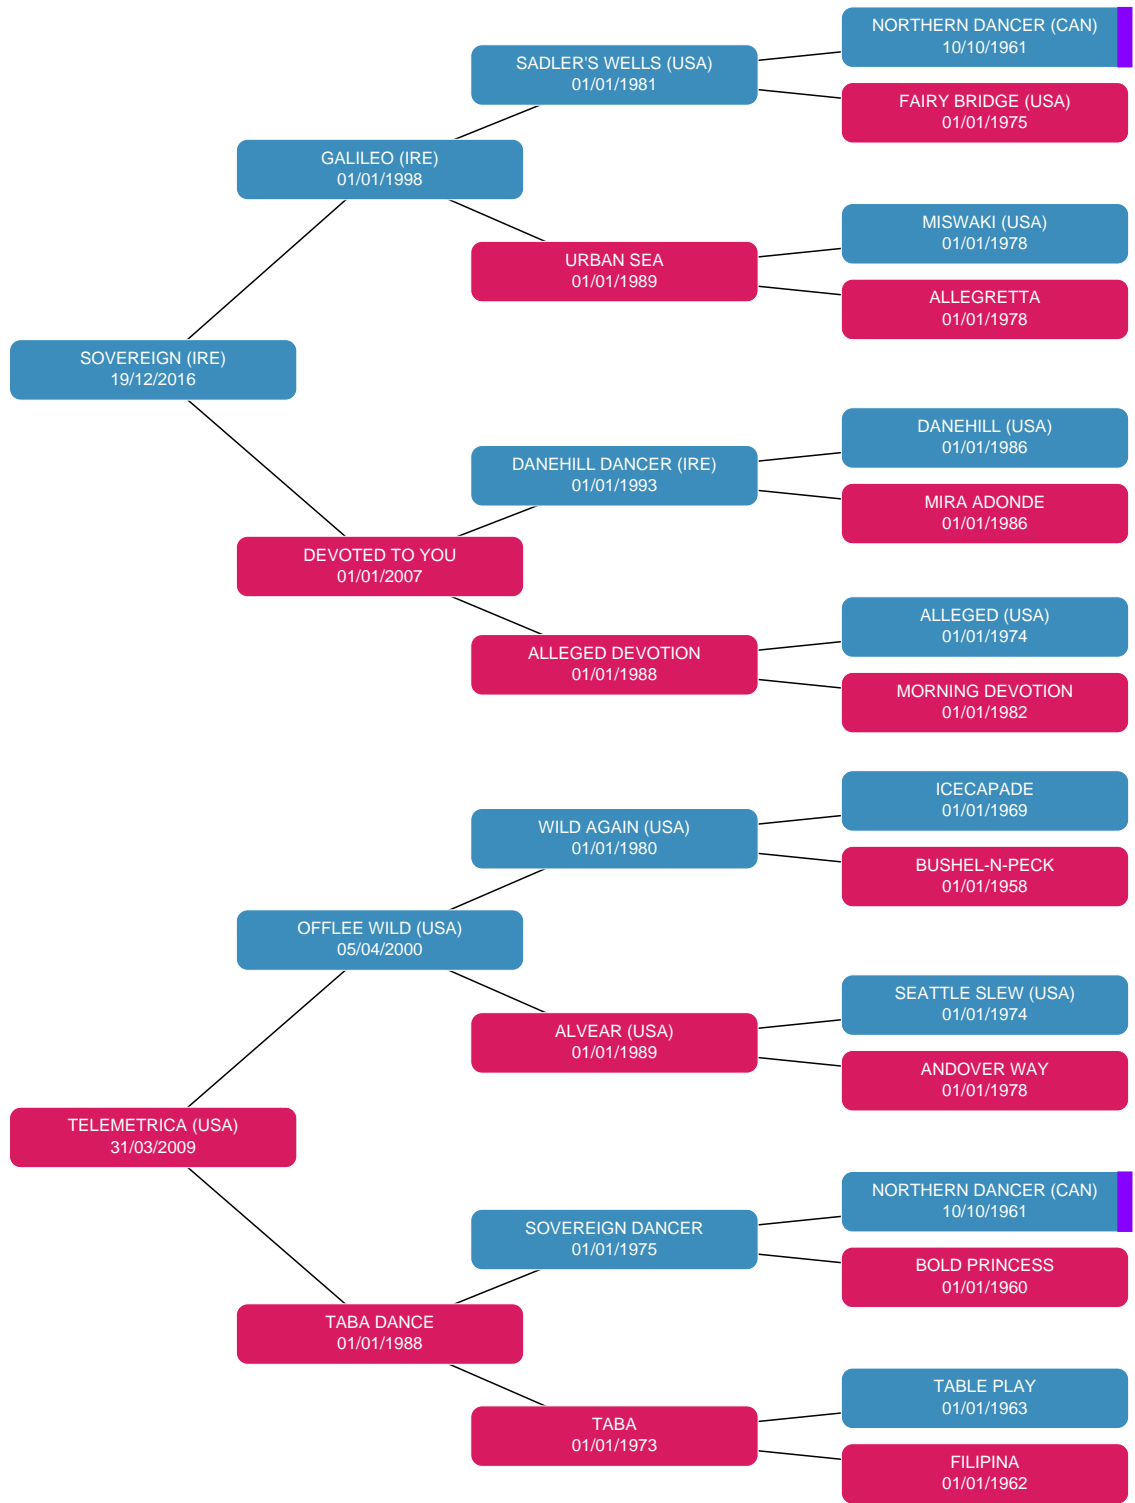 NORTHERN DANCER (CAN)
10/10/1961
SADLER'S WELLS (USA)
01/01/1981
FAIRY BRIDGE (USA)
01/01/1975
GALILEO (IRE)
01/01/1998
MISWAKI (USA)
01/01/1978
URBAN SEA
01/01/1989
ALLEGRETTA
01/01/1978
SOVEREIGN (IRE)
19/12/2016
DANEHILL (USA)
01/01/1986
DANEHILL DANCER (IRE)
01/01/1993
MIRA ADONDE
01/01/1986
DEVOTED TO YOU
01/01/2007
ALLEGED (USA)
01/01/1974
ALLEGED DEVOTION
01/01/1988
MORNING DEVOTION
01/01/1982
ICECAPADE
01/01/1969
WILD AGAIN (USA)
01/01/1980
BUSHEL-N-PECK
01/01/1958
OFFLEE WILD (USA)
05/04/2000
SEATTLE SLEW (USA)
01/01/1974
ALVEAR (USA)
01/01/1989
ANDOVER WAY
01/01/1978
TELEMETRICA (USA)
31/03/2009
NORTHERN DANCER (CAN)
10/10/1961
SOVEREIGN DANCER
01/01/1975
BOLD PRINCESS
01/01/1960
TABA DANCE
01/01/1988
TABLE PLAY
01/01/1963
TABA
01/01/1973
FILIPINA
01/01/1962